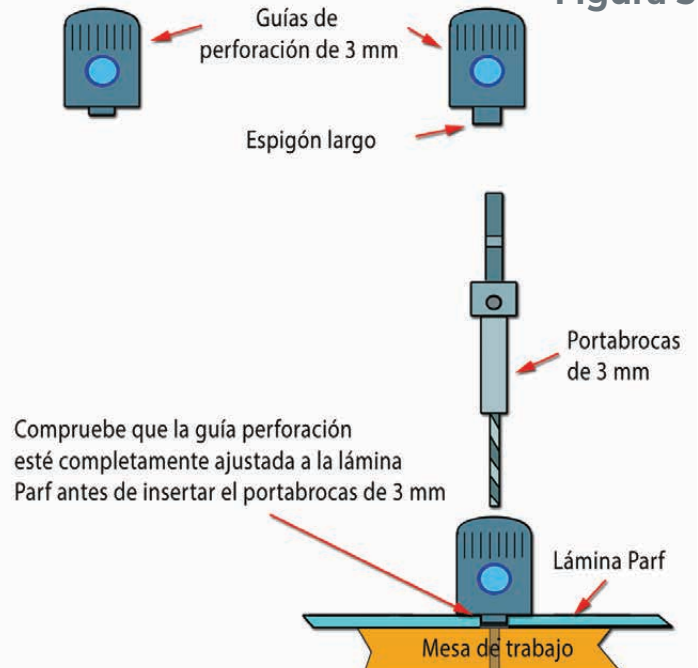 Figura
Guías de
perforación de 3 mm
Espigón largo
Portabrocas
de 3 mm
Compruebe que la guía perforación
esté completamente ajustada a la lámina
Parf antes de insertar el portabrocas de 3 mm
Lámina Parf
Mesa de trabajo